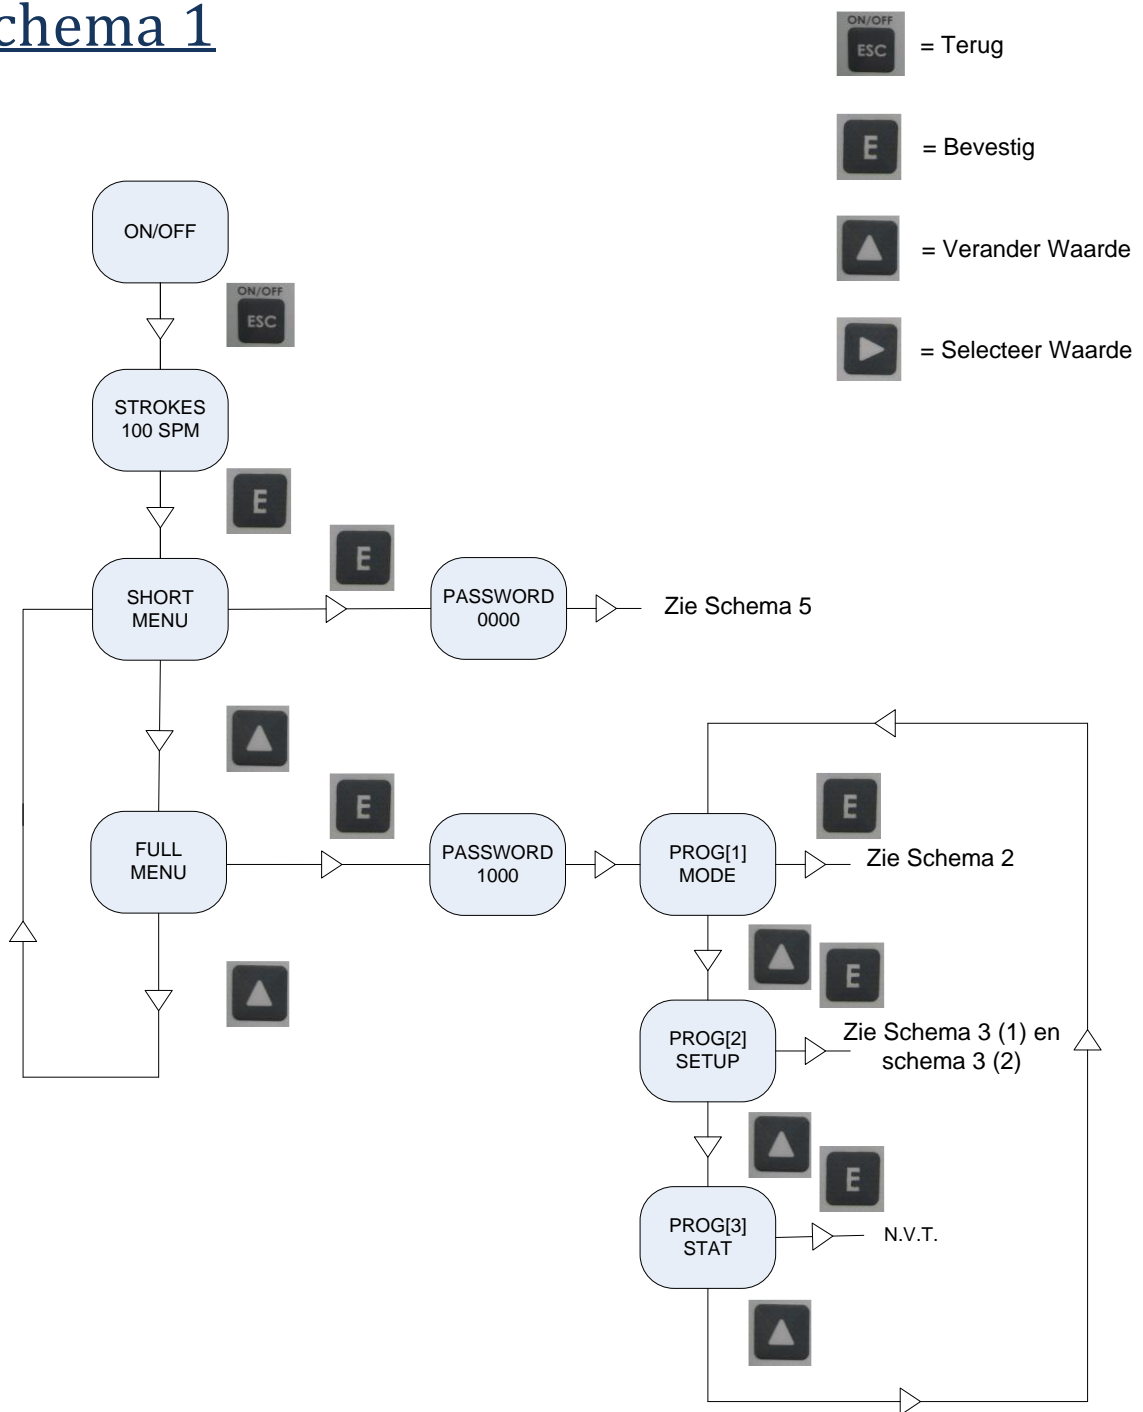 chema 1
ON/OFF
ESC
= Terug
E
= Bevestig
= Verander Waarde
= Selecteer Waarde
ON/OFF
ON/OFF
ESC
STROKES
100 SPM
E
E
SHORT
MENU
PASSWORD
0000
Zie Schema 5
E
E
FULL
MENU
PASSWORD
1000
PROG[1]
MODE
Zie Schema 2
E
PROG[2]
SETUP
Zie Schema 3 (1) en
schema 3 (2)
E
PROG[3]
STAT
N.V.T.